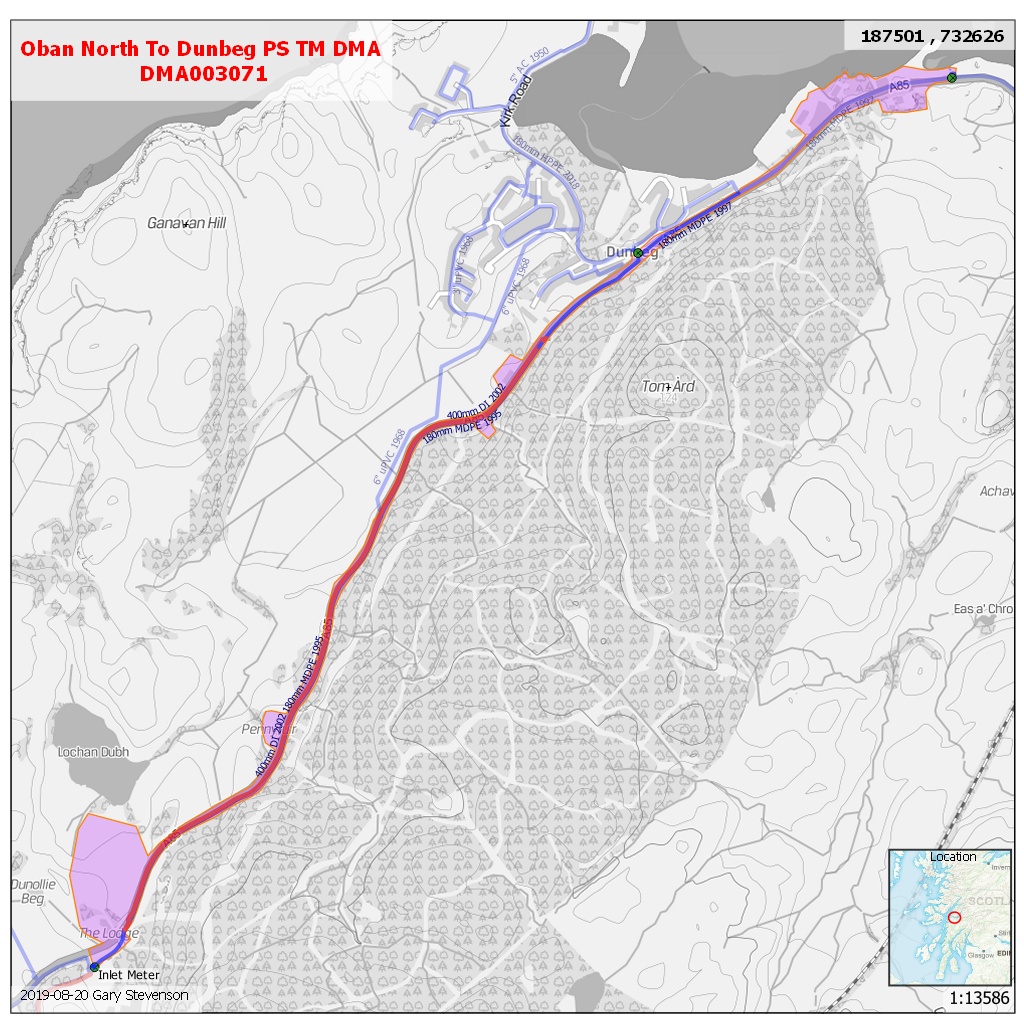 Oban North To Dunbeg PS TM DMA
DMA003071
187501 , 732626
5" AC 1950
Kirk Road
A85
180mm MDPE 1997
180mm HPPE 2018
Ganavan Hill
3" uPVC 1968
6" uPVC 1968
Dunbeg
180mm MDPE 1997
Tom Ard
124
400mm DI 2002
180mm MDPE 1995
6" uPVC 1968
Achav
Eas a' Chro
A85
180mm MDPE 1995
400mm DI 2002
Lochan Dubh
A85
Dunollie
Beg
The Lodge
Inlet Meter
2019-08-20 Gary Stevenson
Location
Invern
SCOTL
Stirl
Glasgow
EDIN
1:13586